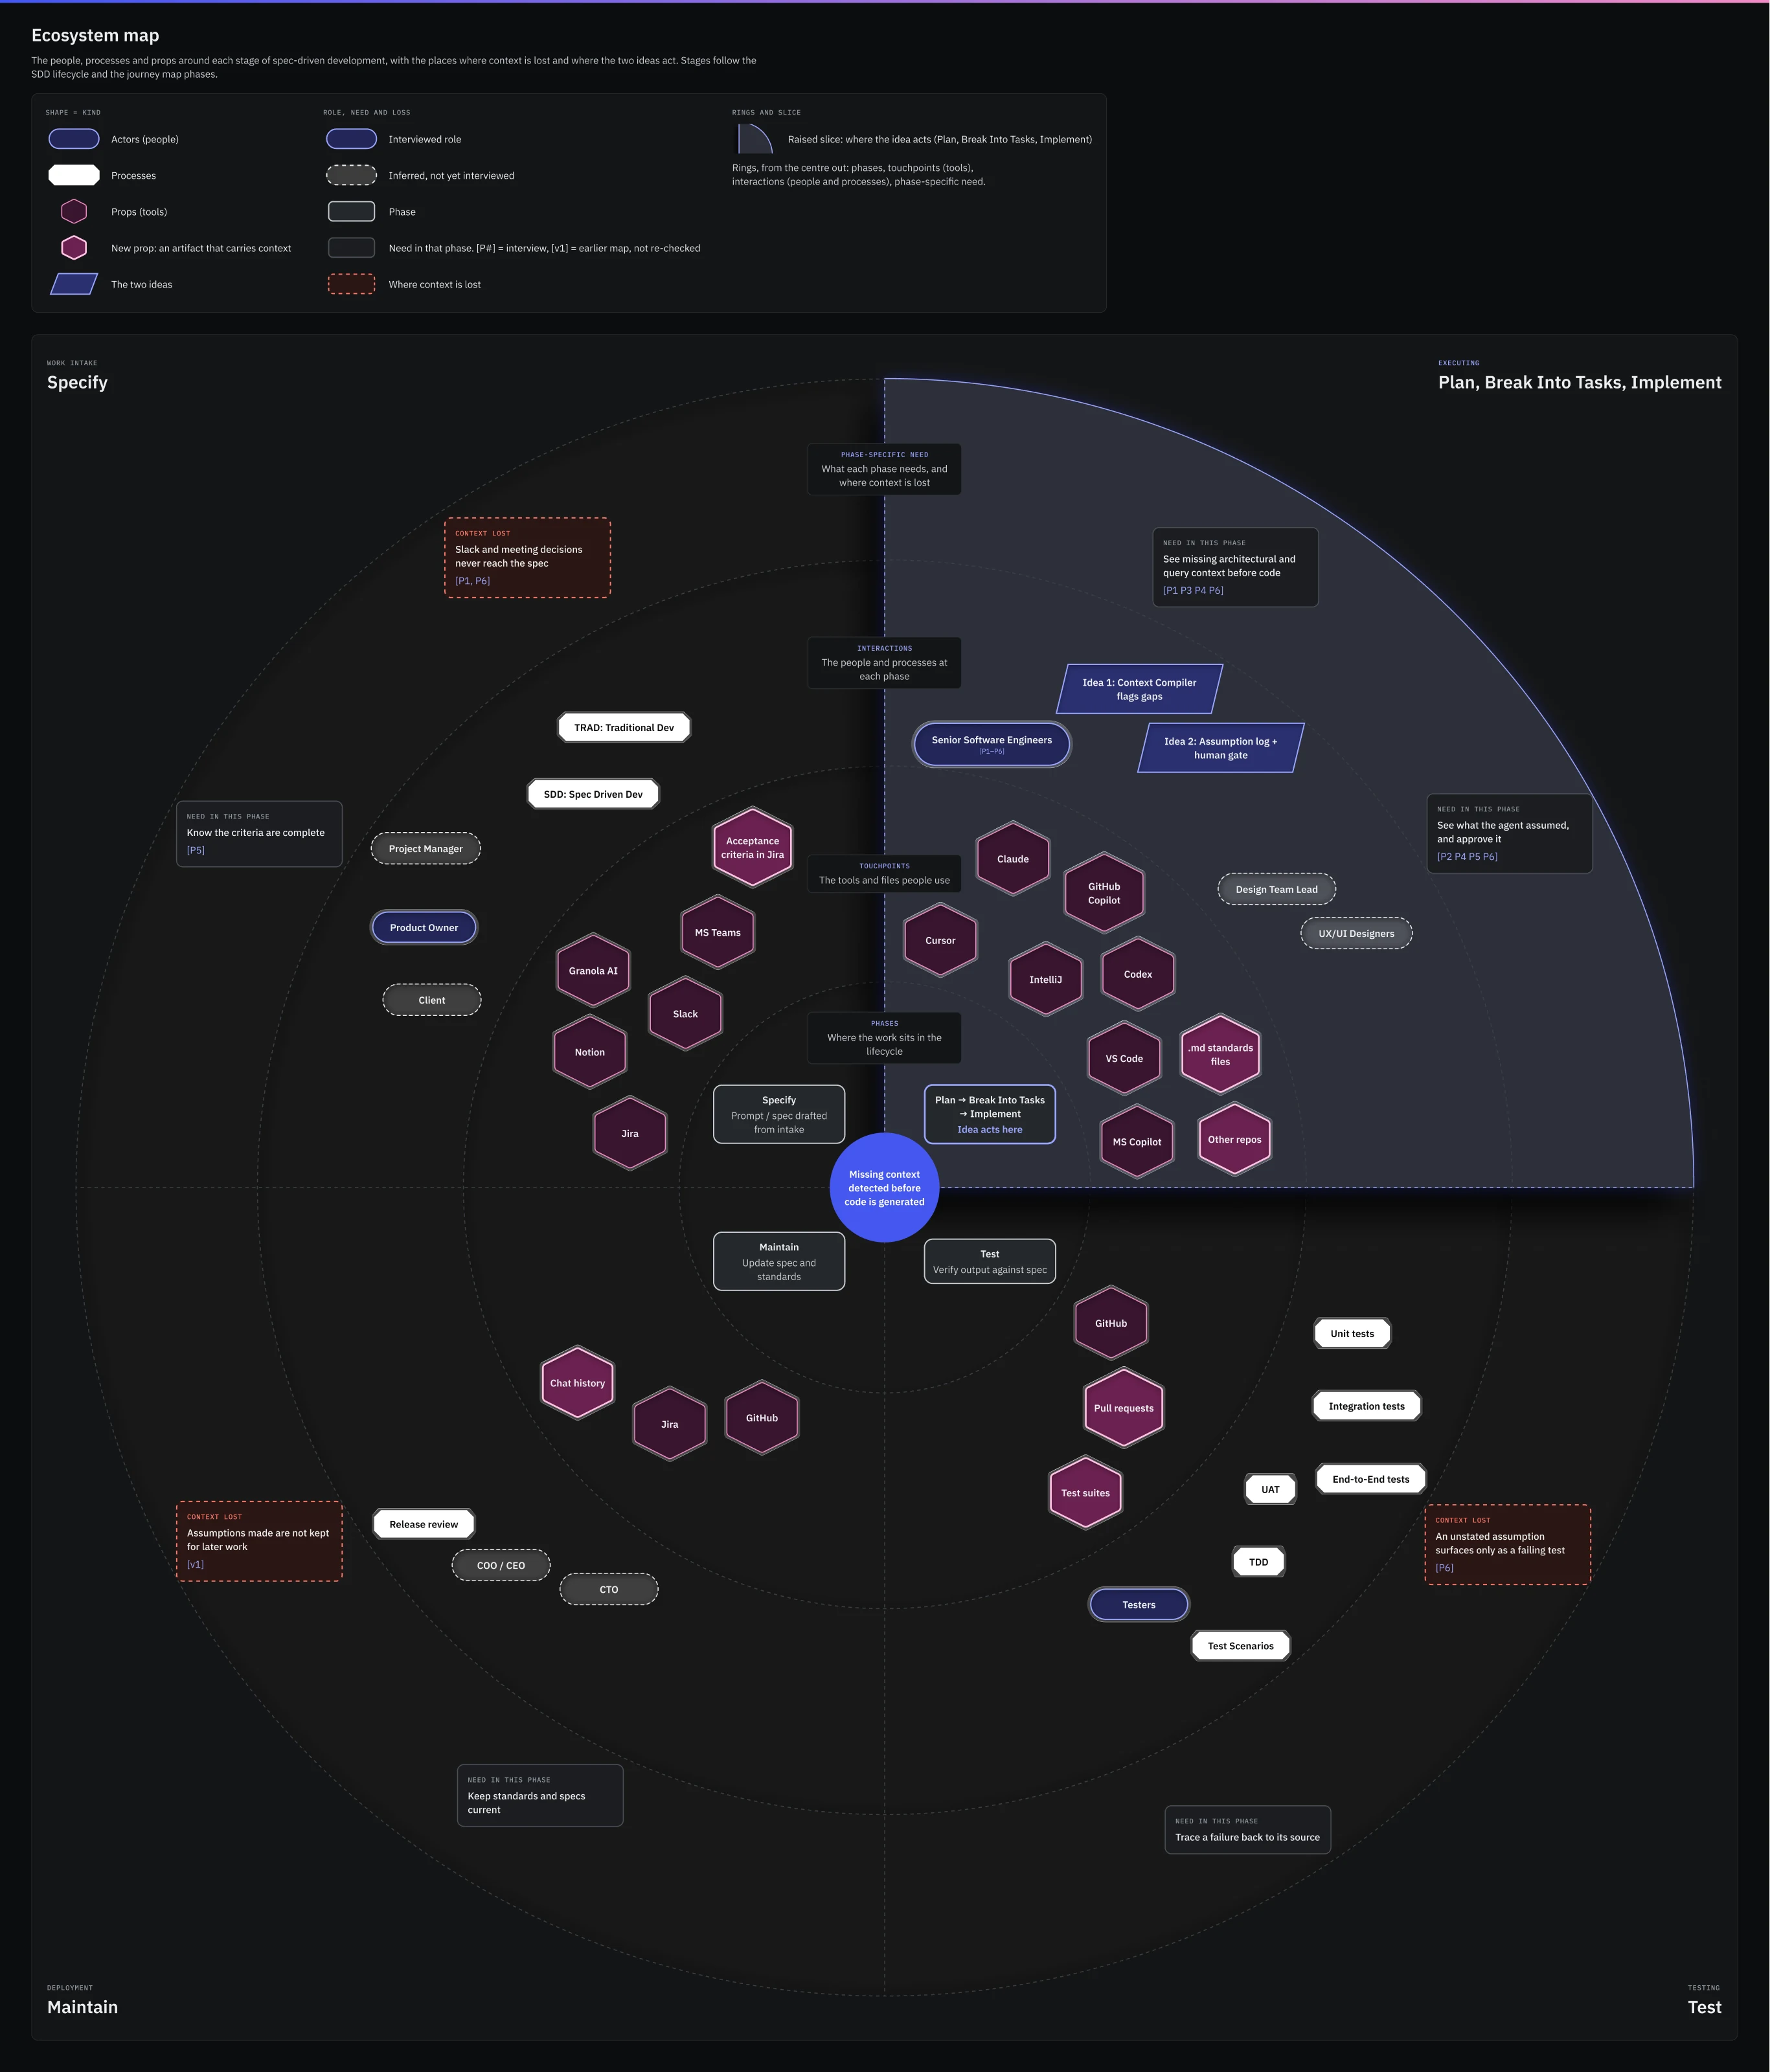 Ecosystem map
The people, processes and props around each stage of spec-driven development, with the places where context is lost and where the two ideas act. Stages follow the
SDD lifecycle and the journey map phases.
SHAPE = KIND
Actors (people)
Processes
Props (tools)
New prop: an artifact that carries context
The two ideas
ROLE, NEED AND LOSS
Interviewed role
Inferred, not yet interviewed
Phase
Need in that phase. [P#] = interview, [v1] = earlier map, not re-checked
Where context is lost
RINGS AND SLICE
Raised slice: where the idea acts (Plan, Break Into Tasks, Implement)
Rings, from the centre out: phases, touchpoints (tools),
interactions (people and processes), phase-specific need.
WORK INTAKE
Specify
EXECUTING
Plan, Break Into Tasks, Implement
PHASE-SPECIFIC NEED
What each phase needs, and
where context is lost
CONTEXT LOST
Slack and meeting decisions
never reach the spec
[P1, P6]
NEED IN THIS PHASE
See missing architectural and
query context before code
[P1 P3 P4 P6]
INTERACTIONS
The people and processes at
each phase
Idea 1: Context Compiler
flags gaps
TRAD: Traditional Dev
Senior Software Engineers
[P1–P6]
Idea 2: Assumption log +
human gate
SDD: Spec Driven Dev
NEED IN THIS PHASE
Know the criteria are complete
[P5]
Project Manager
Acceptance
criteria in Jira
TOUCHPOINTS
The tools and files people use
Claude
GitHub
Copilot
NEED IN THIS PHASE
See what the agent assumed,
and approve it
[P2 P4 P5 P6]
Design Team Lead
UX/UI Designers
Product Owner
MS Teams
Cursor
Granola AI
IntelliJ
Codex
Client
Slack
PHASES
Where the work sits in the
lifecycle
Notion
VS Code
.md standards
files
Specify
Prompt / spec drafted
from intake
Plan → Break Into Tasks
→ Implement
Idea acts here
Jira
MS Copilot
Other repos
Missing context
detected before
code is generated
Maintain
Update spec and
standards
Test
Verify output against spec
GitHub
Unit tests
Chat history
Jira
GitHub
Pull requests
Integration tests
Test suites
UAT
End-to-End tests
CONTEXT LOST
Assumptions made are not kept
for later work
[v1]
Release review
COO / CEO
CTO
CONTEXT LOST
An unstated assumption
surfaces only as a failing test
[P6]
TDD
Testers
Test Scenarios
NEED IN THIS PHASE
Keep standards and specs
current
NEED IN THIS PHASE
Trace a failure back to its source
DEPLOYMENT
Maintain
TESTING
Test